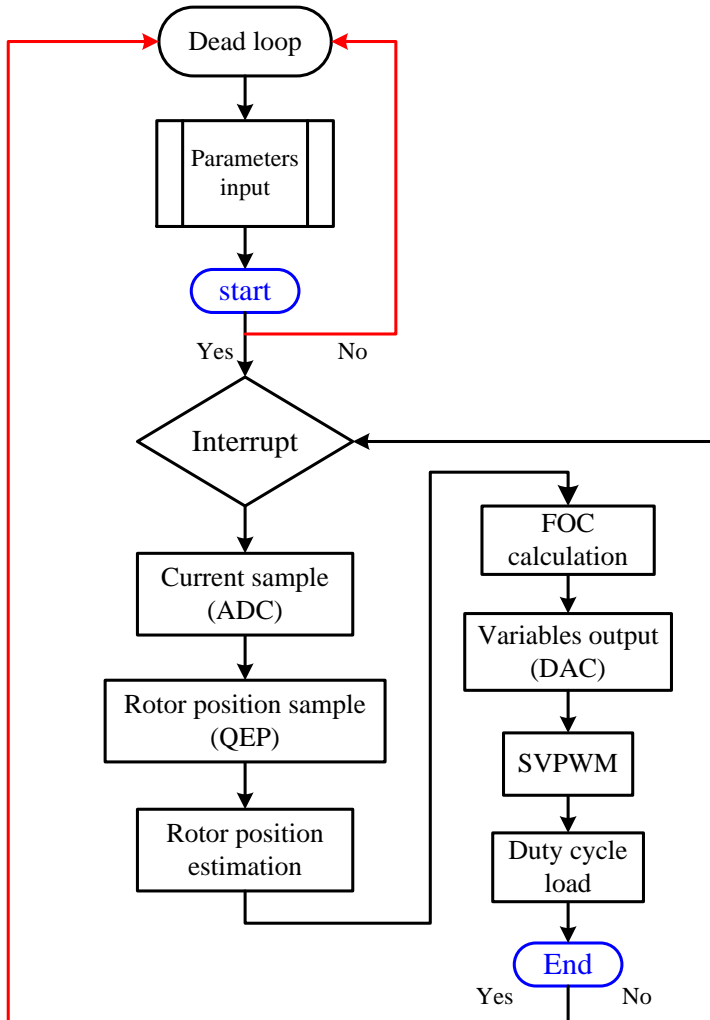 Dead loop
Parameters
input
start
Yes
No
Interrupt
Current sample
(ADC)
Rotor position sample
(QEP)
Rotor position
estimation
FOC
calculation
Variables output
(DAC)
SVPWM
Duty cycle
load
End
Yes
No